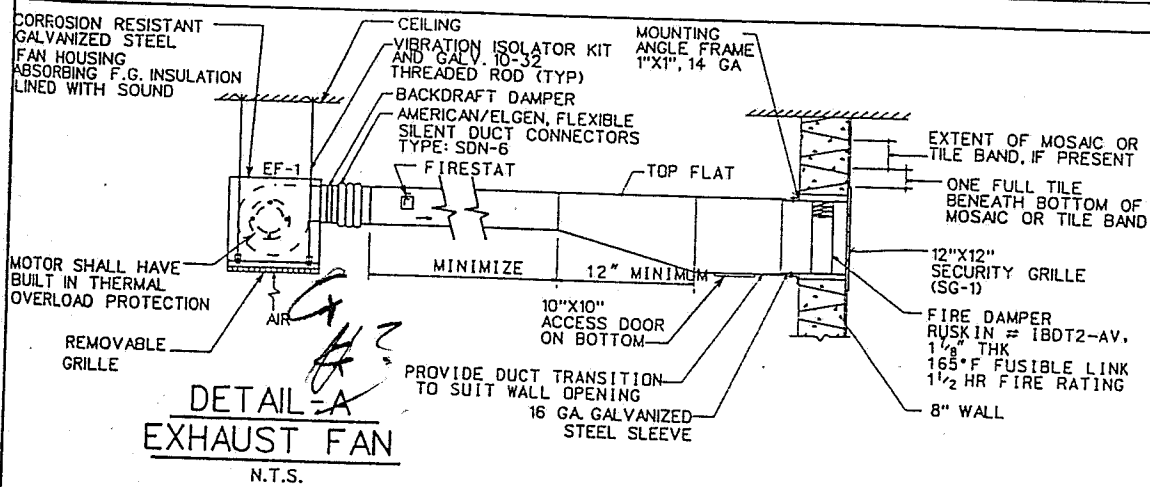 CORROSION RESISTANT
GALVANIZED STEEL
FAN HOUSING
ABSORBING F.G. INSULATION
LINED WITH SOUND
CEILING
VIBRATION ISOLATOR KIT
AND GALV. 10-32
THREADED ROD (TYP)
BACKDRAFT DAMPER
AMERICAN/ELGEN, FLEXIBLE
SILENT DUCT CONNECTORS
TYPE: SDN-6
FIRESTAT
MOUNTING
ANGLE FRAME
1"X1", 14 GA
TOP FLAT
EF-1
EXTENT OF MOSAIC OR
TILE BAND, IF PRESENT
ONE FULL TILE
BENEATH BOTTOM OF
MOSAIC OR TILE BAND
12"X12"
SECURITY GRILLE
(SG-1)
FIRE DAMPER
RUSKIN # IBDT2-AV,
1 7/8" THK
165°F FUSIBLE LINK
1 1/2 HR FIRE RATING
8" WALL
MOTOR SHALL HAVE
BUILT IN THERMAL
OVERLOAD PROTECTION
REMOVABLE
GRILLE
AIR
MINIMIZE
12" MINIMUM
10"X10"
ACCESS DOOR
ON BOTTOM
PROVIDE DUCT TRANSITION
TO SUIT WALL OPENING
16 GA. GALVANIZED
STEEL SLEEVE
DETAIL-A
EXHAUST FAN
N.T.S.